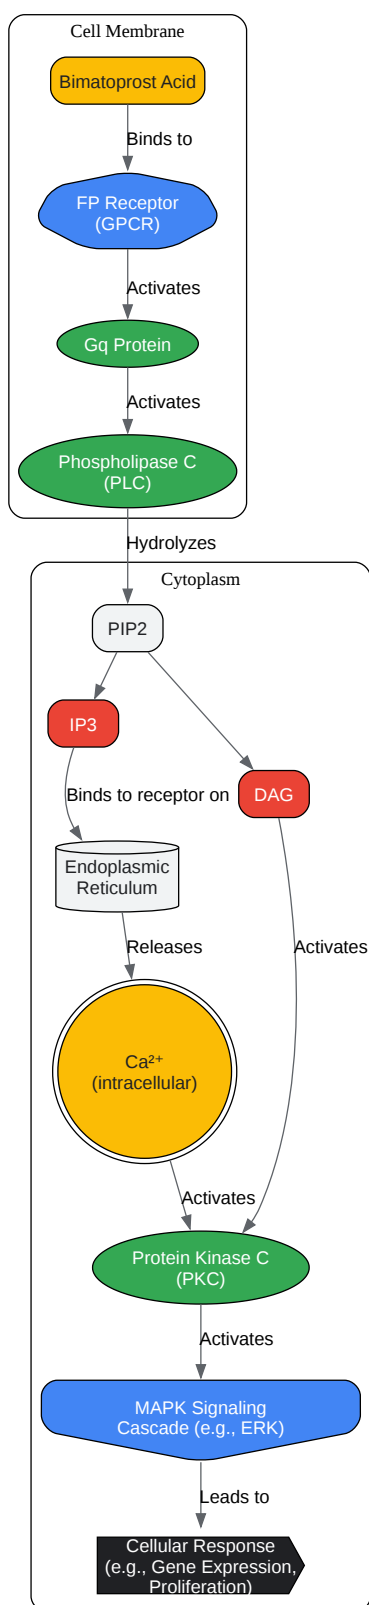 Cell Membrane
Bimatoprost Acid
Binds to
FP Receptor
(GPCR)
Activates
Gq Protein
Activates
Phospholipase C
(PLC)
Hydrolyzes
Cytoplasm
PIP2
IP3
Binds to receptor on
DAG
Endoplasmic
Reticulum
Releases
Activates
Ca²⁺
(intracellular)
Activates
Protein Kinase C
(PKC)
Activates
MAPK Signaling
Cascade (e.g., ERK)
Leads to
Cellular Response
(e.g., Gene Expression,
Proliferation)